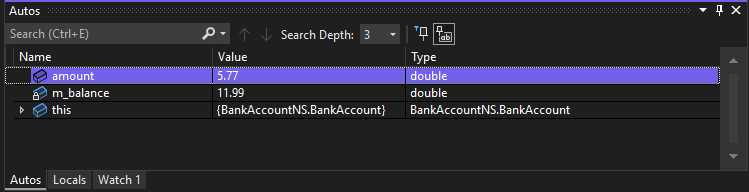 Autos
Search (Ctrl+E) Search Depth: 3
Name Value Type
amount 5.77 double
m_balance 11.99 double
this {BankAccountNS.BankAccount} BankAccountNS.BankAccount
Autos Locals Watch 1